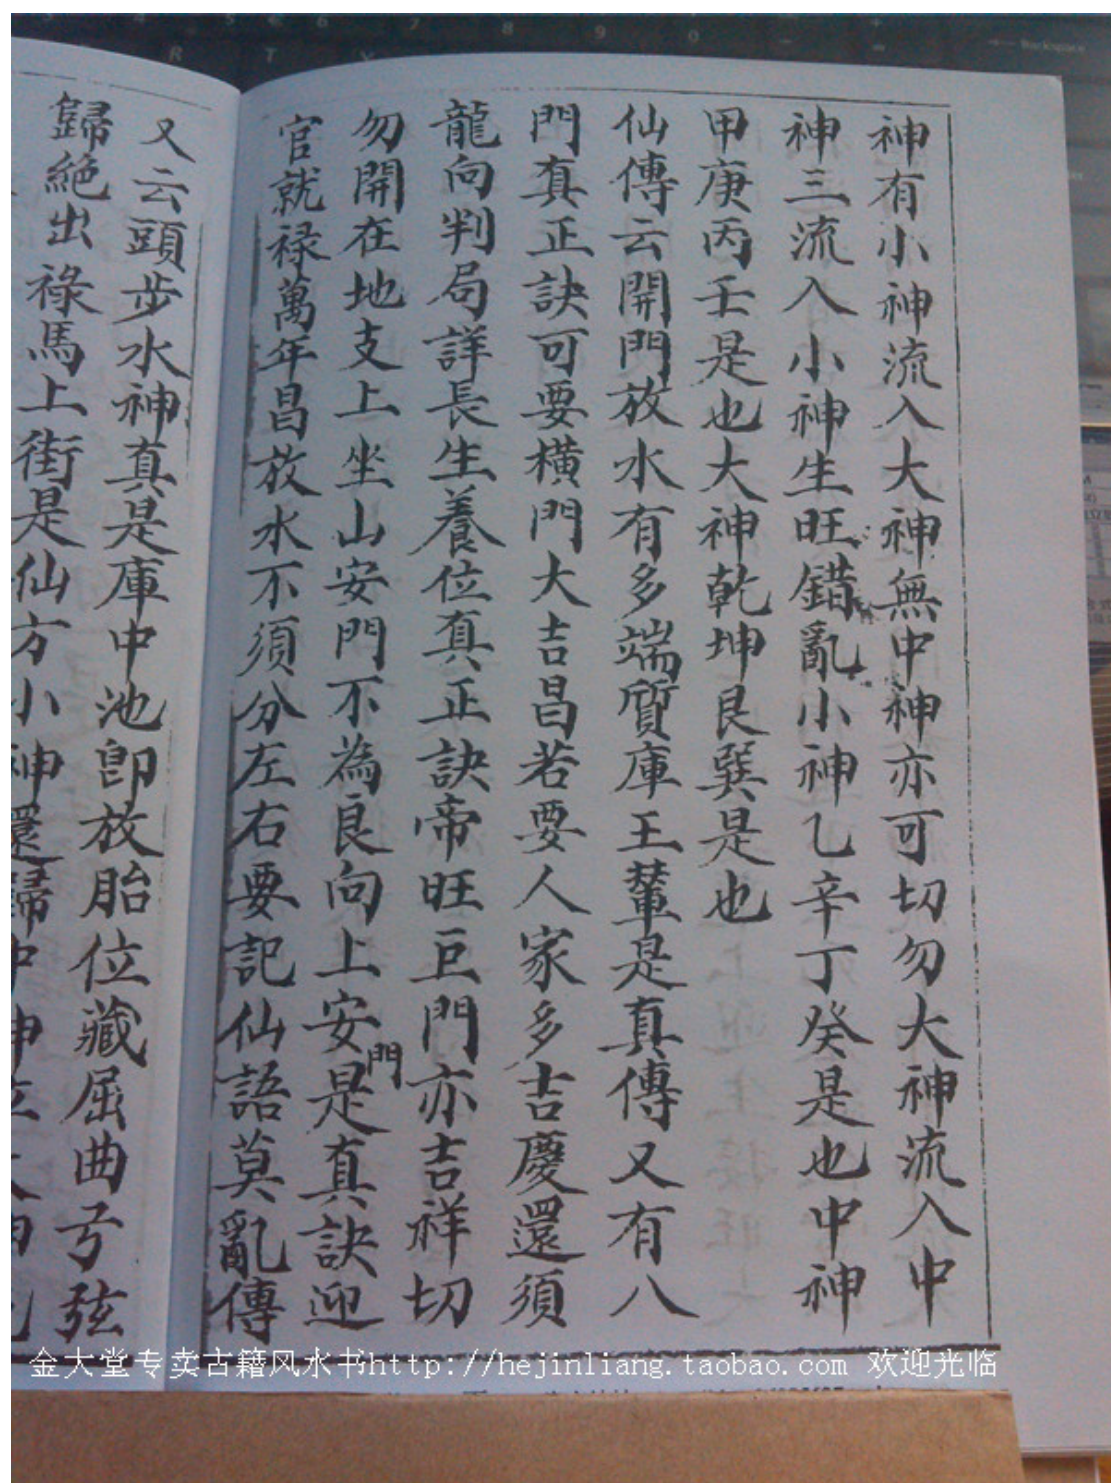 神有小神流入大神無中神亦可切勿大神流入中
神三流入小神生旺錯亂小神乙辛丁癸是也中神
甲庚丙壬是也大神乾坤艮巽是也
仙傳云開門放水有多端質庫王輦是真傳又有八
門真正訣可要橫門大吉昌若要人家多吉慶還須
龍向判局詳長生養位真正訣帝旺巨門亦吉祥切
勿開在地支上坐山安門不為良向上安門是真訣迎
官就禄萬年昌放水不須分左右要記仙語莫亂傳
又云頭步水神真是庫中池卽放胎位藏屈曲弓弦
歸絶出祿馬上街是仙方小神還歸中神
金大堂专卖古籍风水书http://hejinliang.taobao.com 欢迎光临